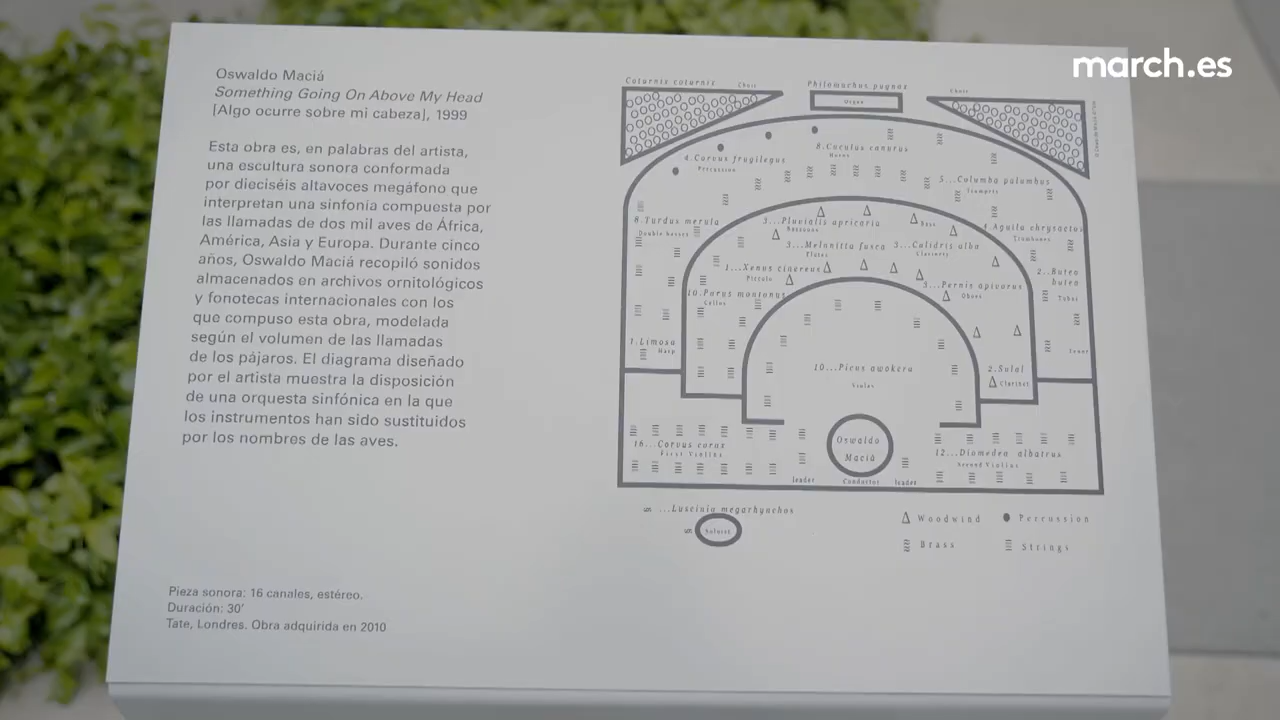 march.es
Oswaldo Maciá
Something Going On Above My Head
[Algo ocurre sobre mi cabeza], 1999
Esta obra es, en palabras del artista,
una escultura sonora conformada
por dieciséis altavoces megáfono que
interpretan una sinfonía compuesta por
las llamadas de dos mil aves de África,
América, Asia y Europa. Durante cinco
años, Oswaldo Maciá recopiló sonidos
almacenados en archivos ornitológicos
y fonotecas internacionales con los
que compuso esta obra, modelada
según el volumen de las llamadas
de los pájaros. El diagrama diseñado
por el artista muestra la disposición
de una orquesta sinfónica en la que
los instrumentos han sido sustituidos
por los nombres de las aves.
Pieza sonora: 16 canales, estéreo.
Duración: 30'
Tate, Londres. Obra adquirida en 2010
Coturnix coturnix
Choir
Philomachus pugnax
Organ
Choir
4.Corvus frugilegus
Percussion
8.Cuculus canorus
Horns
5...Columba palumbus
Trumpets
8.Turdus merula
Double basses
3...Pluvialis apricaria
Bassoons
Bass
4.Aquila chrysaetos
Trombones
3...Melanitta fusca
Flutes
3...Calidris alba
Clarinets
1...Xenus cinereus
Piccolo
3...Pernis apivorus
Oboes
2...Buteo
buteo
Tuba
10.Parus montanus
Cellos
1.Limosa
Harp
Tenor
10...Picus awokera
Violas
2.Sulal
Clarinet
16...Corvus corax
First Violins
Oswaldo
Maciá
12...Diomedea albatrus
Second Violins
leader
Conductor
leader
...Luscinia megarhynchos
Soloist
Woodwind
Percussion
Brass
Strings